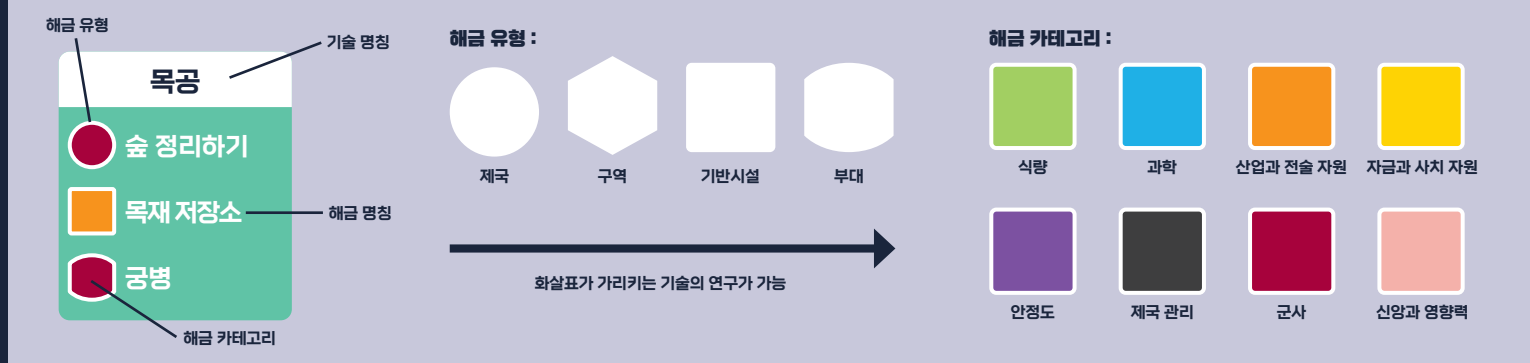 해금 유형
기술 명칭
목공
숲 정리하기
목재 저장소
해금 명칭
궁병
해금 카테고리
해금 유형 :
제국
구역
기반시설
부대
화살표가 가리키는 기술의 연구가 가능
해금 카테고리 :
식량
과학
산업과 전술 자원
자금과 사치 자원
안정도
제국 관리
군사
신앙과 영향력